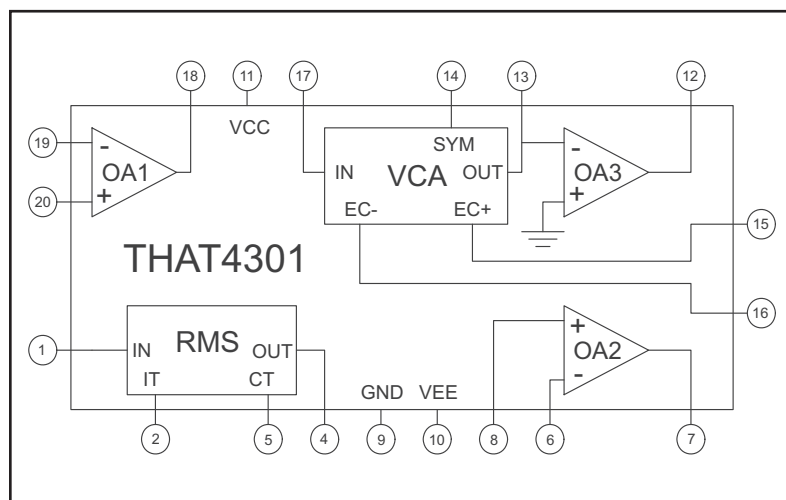 18 11 17 14 13 12
VCC
19 - OA1
20 +
SYM
IN VCA OUT
EC- EC+
- OA3
+
15
THAT4301
16
RMS
1 IN OUT
IT CT
+ OA2
-
GND VEE
2 5 4 9 10 8 6 7